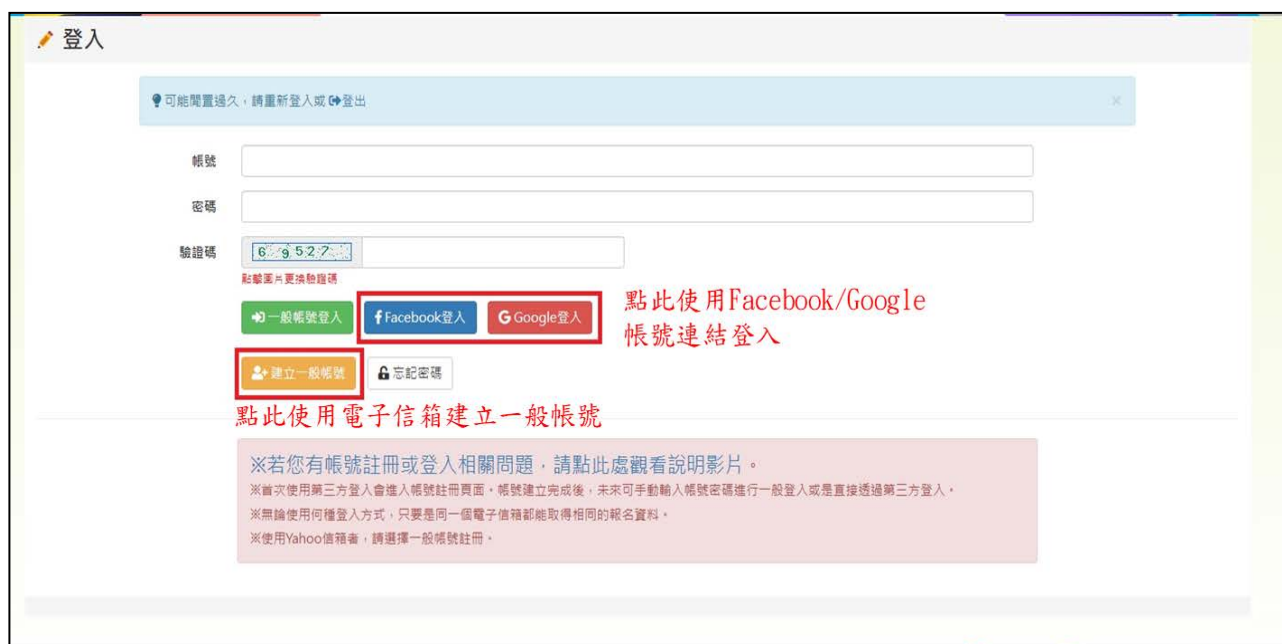 登入
可能閒置過久，請重新登入或登出 ×
帳號
密碼
驗證碼
6 9 5 2 7
點擊圖片更換驗證碼
一般帳號登入 Facebook登入 Google登入
點此使用Facebook/Google
帳號連結登入
建立一般帳號 忘記密碼
點此使用電子信箱建立一般帳號
※若您有帳號註冊或登入相關問題，請點此處觀看說明影片。
※首次使用第三方登入會進入帳號註冊頁面。帳號建立完成後，未來可手動輸入帳號密碼進行一般登入或是直接透過第三方登入。
※無論使用何種登入方式，只要是同一個電子信箱都能取得相同的報名資料。
※使用Yahoo信箱者，請選擇一般帳號註冊。